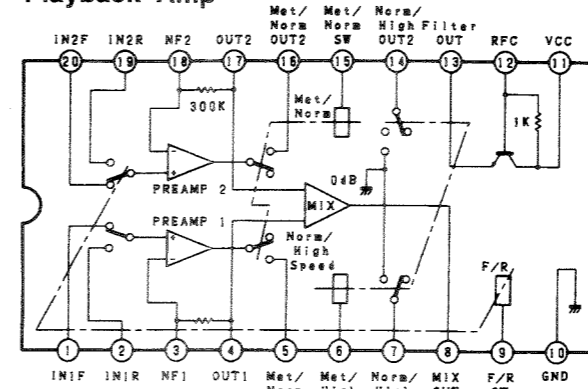 Playback Amp
Met/ Met/ Norm/
Norm Norm High Filter
IN2F IN2R NF2 OUT2 OUT2 SW OUT2 OUT RFC VCC
20 19 18 17 16 15 14 13 12 11
300K
Met/
Norm
1K
0dB
PREAMP 2
MIX
PREAMP 1
Norm/
High
Speed
F/R
1 2 3 4 5 6 7 8 9 10
IN1F IN1R NF1 OUT1 Met/ Met/ Norm/ MIX F/R GND